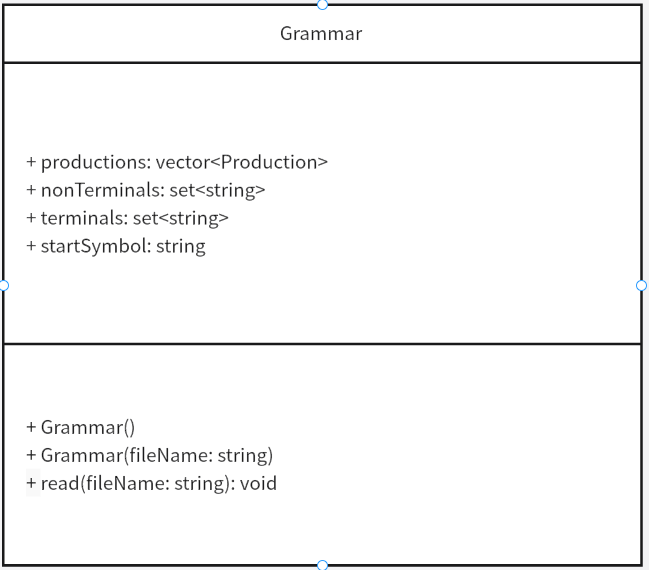 Grammar
+ productions: vector<Production>
+ nonTerminals: set<string>
+ terminals: set<string>
+ startSymbol: string
+ Grammar()
+ Grammar(fileName: string)
+ read(fileName: string): void